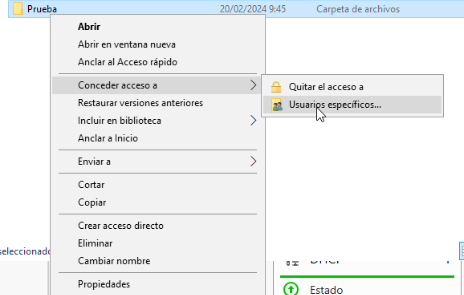 Prueba 20/02/2024 9:45 Carpeta de archivos
Abrir
Abrir en ventana nueva
Anclar al Acceso rápido
Conceder acceso a
Quitar el acceso a
Restaurar versiones anteriores
Usuarios específicos...
Incluir en biblioteca
Anclar a Inicio
Enviar a
Cortar
Copiar
Crear acceso directo
Eliminar
Cambiar nombre
Propiedades
seleccionado
Estado